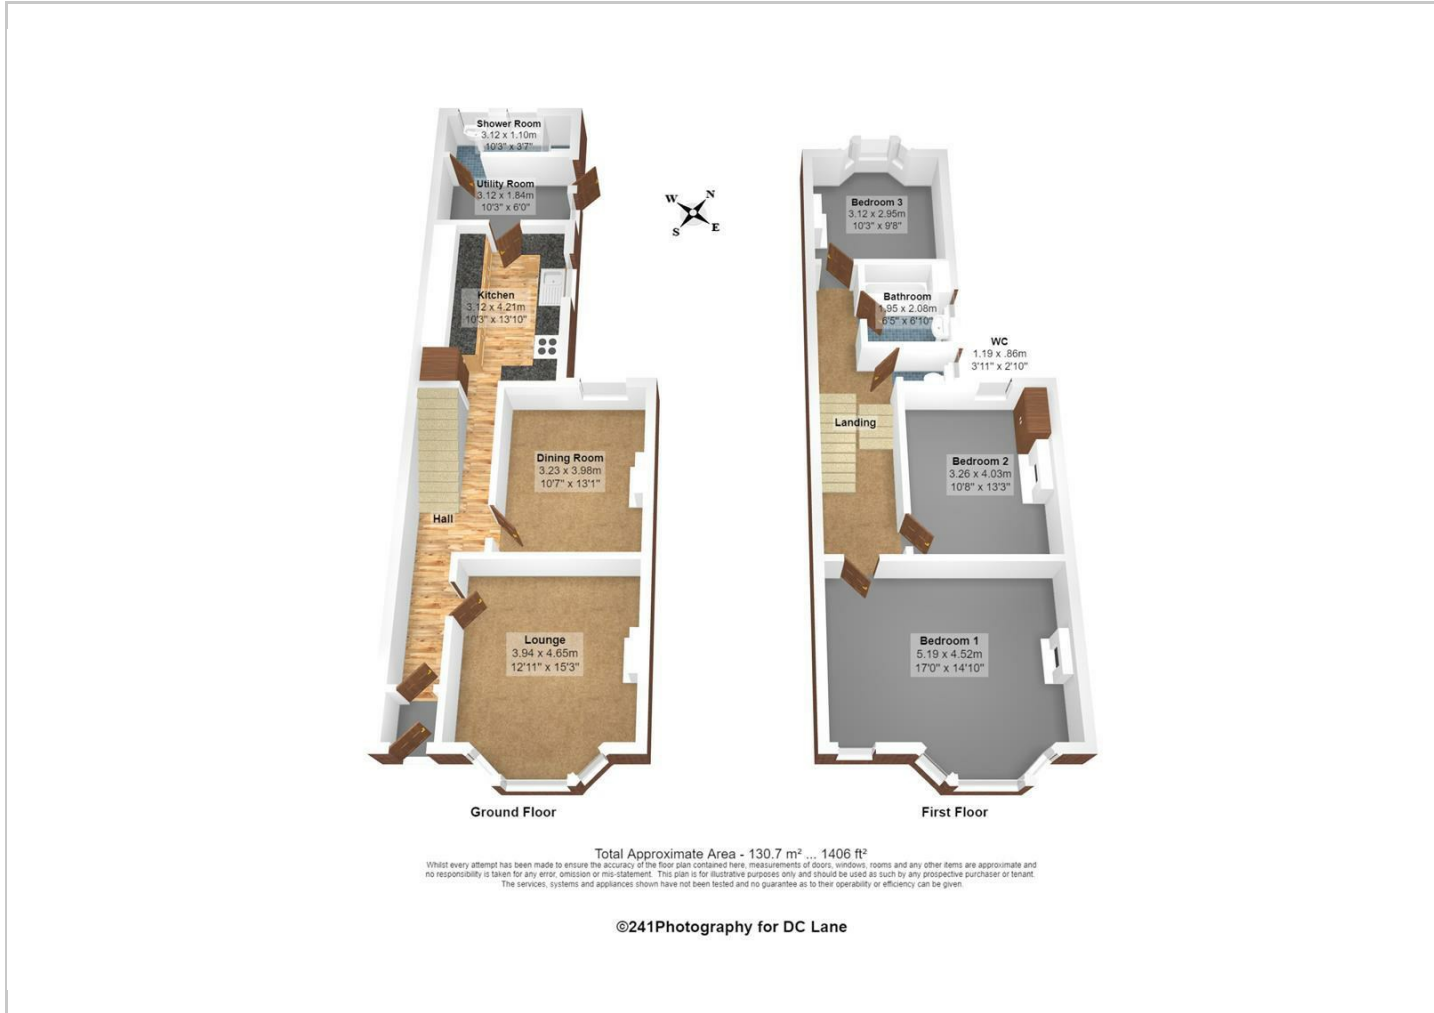 Shower Room
3.12 x 1.10m
10'3" x 3'7"
Utility Room
3.12 x 1.84m
10'3" x 6'0"
Kitchen
3.12 x 4.21m
10'3" x 13'10"
Dining Room
3.23 x 3.98m
10'7" x 13'1"
Hall
Lounge
3.94 x 4.65m
12'11" x 15'3"
Ground Floor
W N
S E
Bedroom 3
3.12 x 2.95m
10'3" x 9'8"
Bathroom
1.95 x 2.08m
6'5" x 6'10"
WC
1.19 x .86m
3'11" x 2'10"
Landing
Bedroom 2
3.26 x 4.03m
10'8" x 13'3"
Bedroom 1
5.19 x 4.52m
17'0" x 14'10"
First Floor
Total Approximate Area - 130.7 m² ... 1406 ft²
Whilst every attempt has been made to ensure the accuracy of the floor plan contained here, measurements of doors, windows, rooms and any other items are approximate and
no responsibility is taken for any error, omission or mis-statement. This plan is for illustrative purposes only and should be used as such by any prospective purchaser or tenant.
The services, systems and appliances shown have not been tested and no guarantee as to their operability or efficiency can be given.
©241Photography for DC Lane